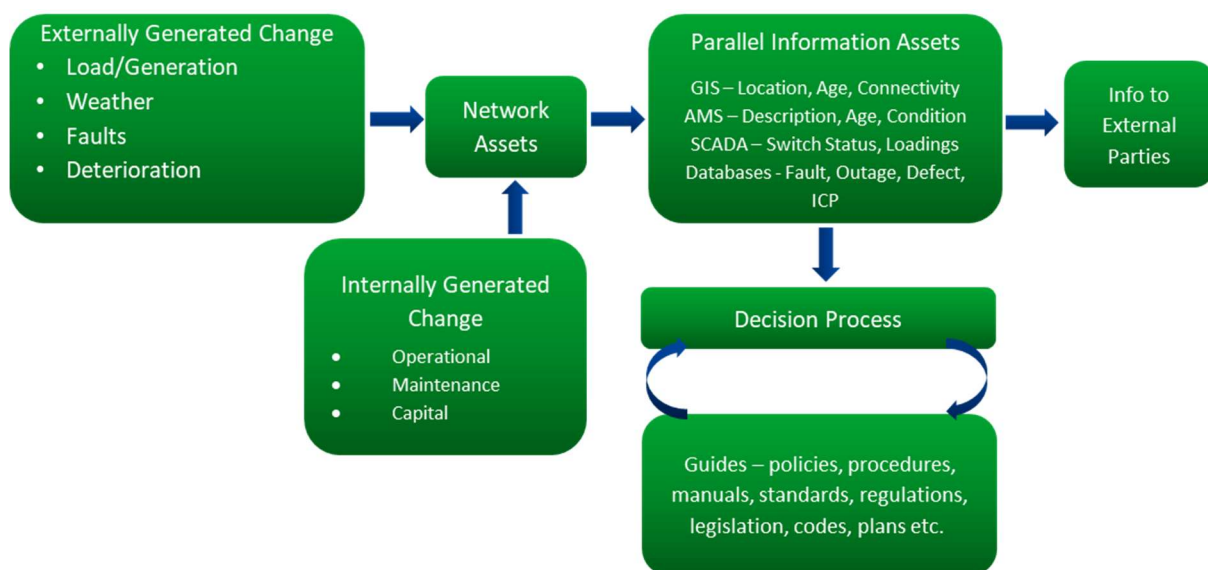 Externally Generated Change
• Load/Generation
• Weather
• Faults
• Deterioration
Network
Assets
Parallel Information Assets
GIS – Location, Age, Connectivity
AMS – Description, Age, Condition
SCADA – Switch Status, Loadings
Databases - Fault, Outage, Defect,
ICP
Info to
External
Parties
Internally Generated
Change
• Operational
• Maintenance
• Capital
Decision Process
Guides – policies, procedures,
manuals, standards, regulations,
legislation, codes, plans etc.